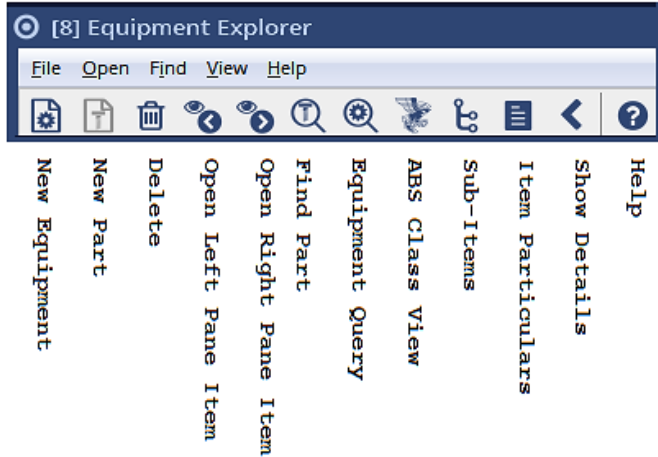 [8] Equipment Explorer
File Open Find View Help
New Equipment
New Part
Delete
Open Left Pane Item
Open Right Pane Item
Find Part
Equipment Query
ABS Class View
Sub-Items
Item Particulars
Show Details
Help